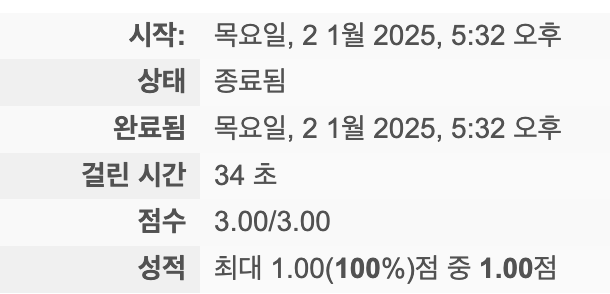 시작: 목요일, 2 1월 2025, 5:32 오후
상태 종료됨
완료됨 목요일, 2 1월 2025, 5:32 오후
걸린 시간 34 초
점수 3.00/3.00
성적 최대 1.00(100%)점 중 1.00점